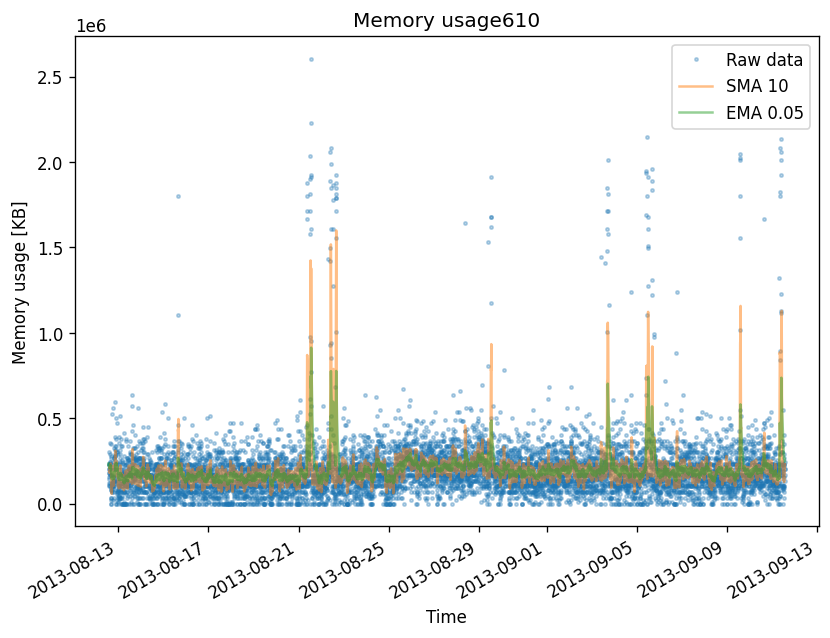 Memory usage610
1e6
Raw data
SMA 10
EMA 0.05
2.5
2.0
1.5
1.0
0.5
0.0
Memory usage [KB]
2013-08-13
2013-08-17
2013-08-21
2013-08-25
2013-08-29
2013-09-01
2013-09-05
2013-09-09
2013-09-13
Time